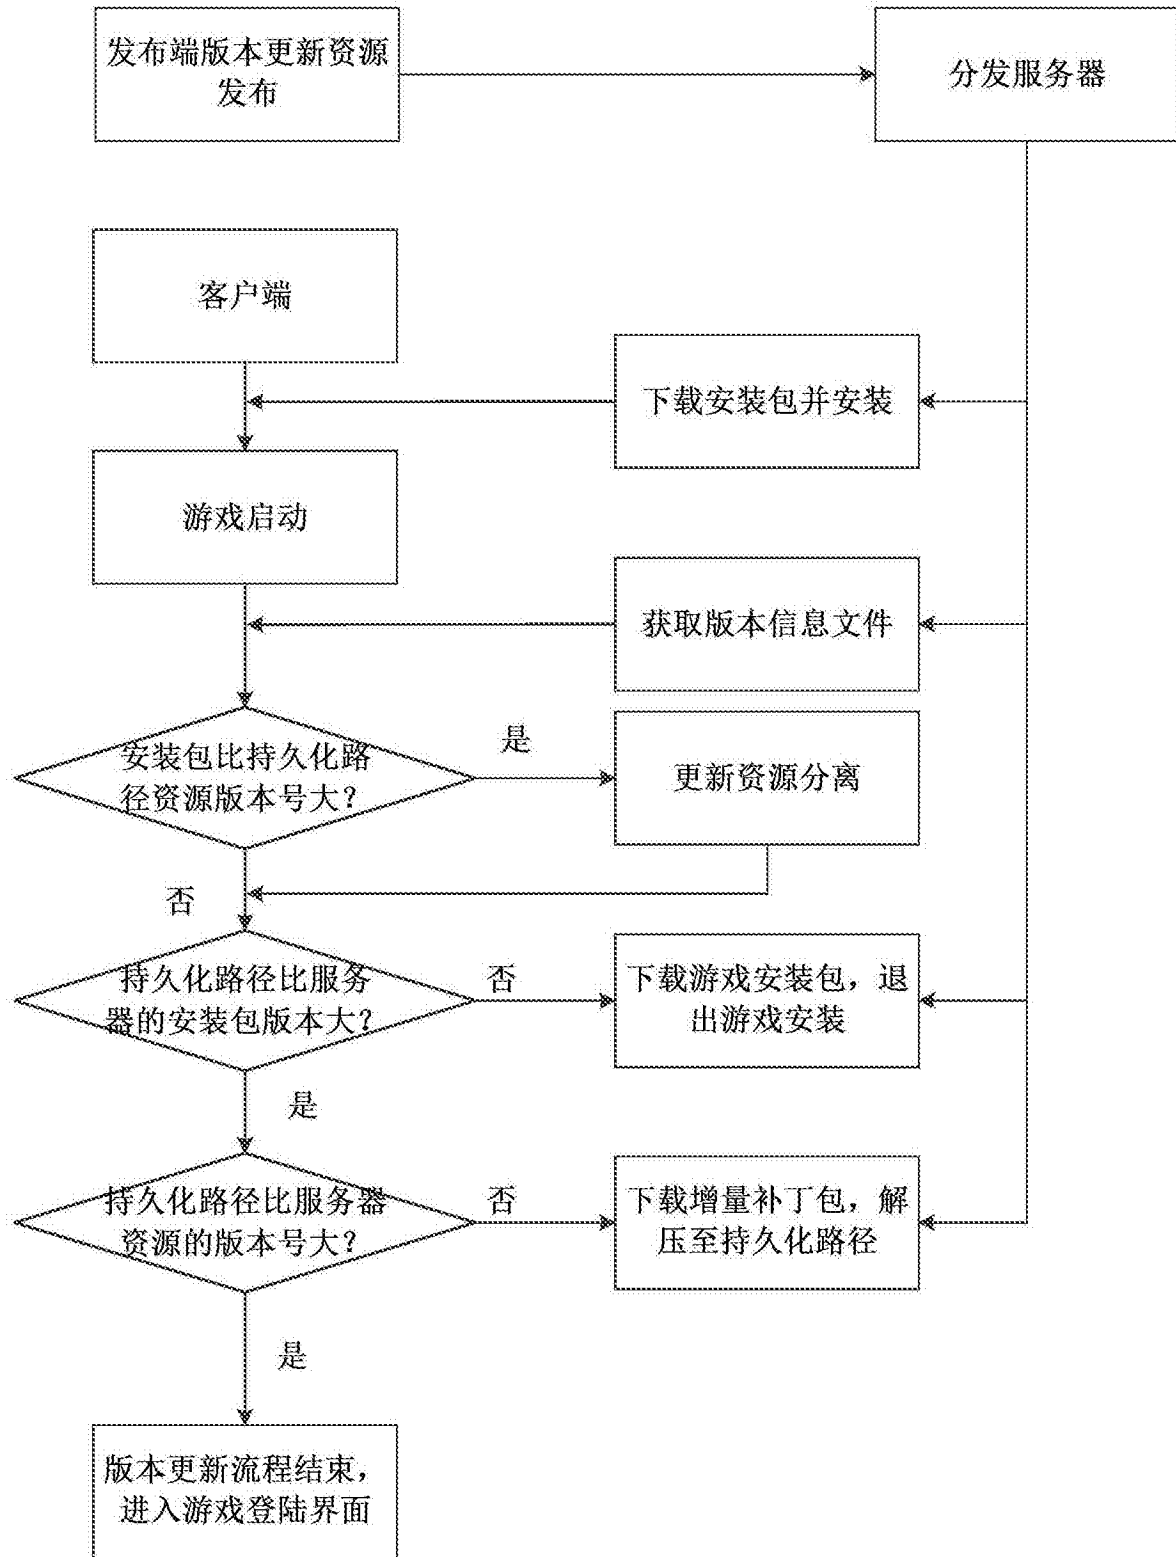 发布端版本更新资源
发布
分发服务器
客户端
下载安装包并安装
游戏启动
获取版本信息文件
安装包比持久化路
径资源版本号大?
是
更新资源分离
否
持久化路径比服务
器的安装包版本大?
否
下载游戏安装包，退
出游戏安装
是
持久化路径比服务器
资源的版本号大?
否
下载增量补丁包，解
压至持久化路径
是
版本更新流程结束，
进入游戏登陆界面